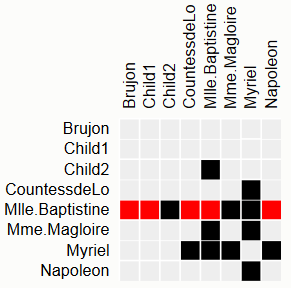 Brujon
Child1
Child2
CountessdeLo
Mlle.Baptistine
Mme.Magloire
Myriel
Napoleon
Brujon
Child1
Child2
CountessdeLo
Mlle.Baptistine
Mme.Magloire
Myriel
Napoleon